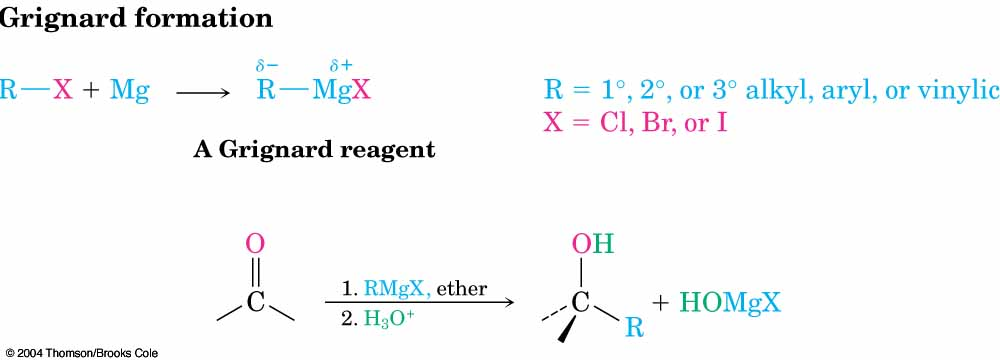 Grignard formation
δ− δ+
R—X + Mg ⟶ R—MgX
R = 1°, 2°, or 3° alkyl, aryl, or vinylic
X = Cl, Br, or I
A Grignard reagent
O
C
1. RMgX, ether
2. H₃O⁺
OH
C
R
+ HOMgX
© 2004 Thomson/Brooks Cole